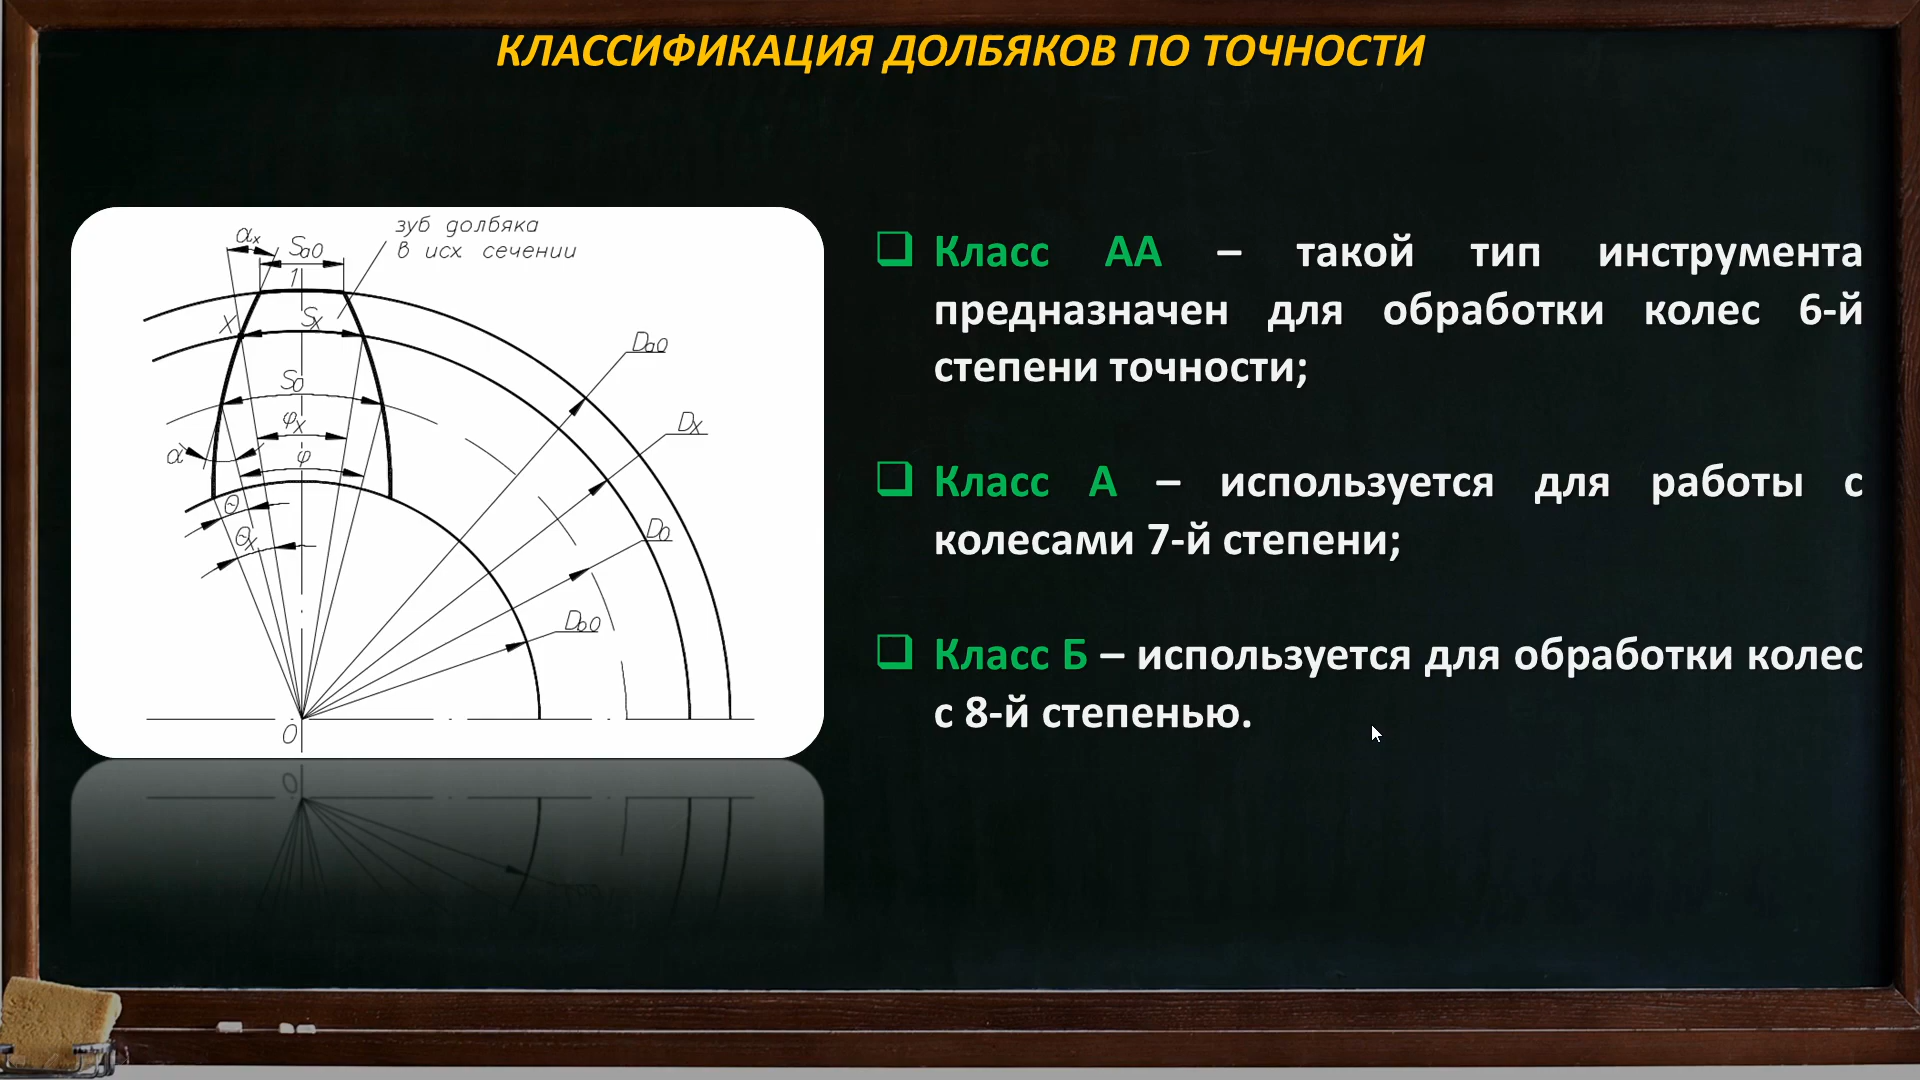 КЛАССИФИКАЦИЯ ДОЛБЯКОВ ПО ТОЧНОСТИ
зуб долбяка
в исх сечении
αx
Sa0
1
X
Sx
S0
φx
α
φ
θ
θx
Da0
Dx
D0
Db0
0
Класс АА – такой тип инструмента
предназначен для обработки колес 6-й
степени точности;
Класс А – используется для работы с
колесами 7-й степени;
Класс Б – используется для обработки колес
с 8-й степенью.